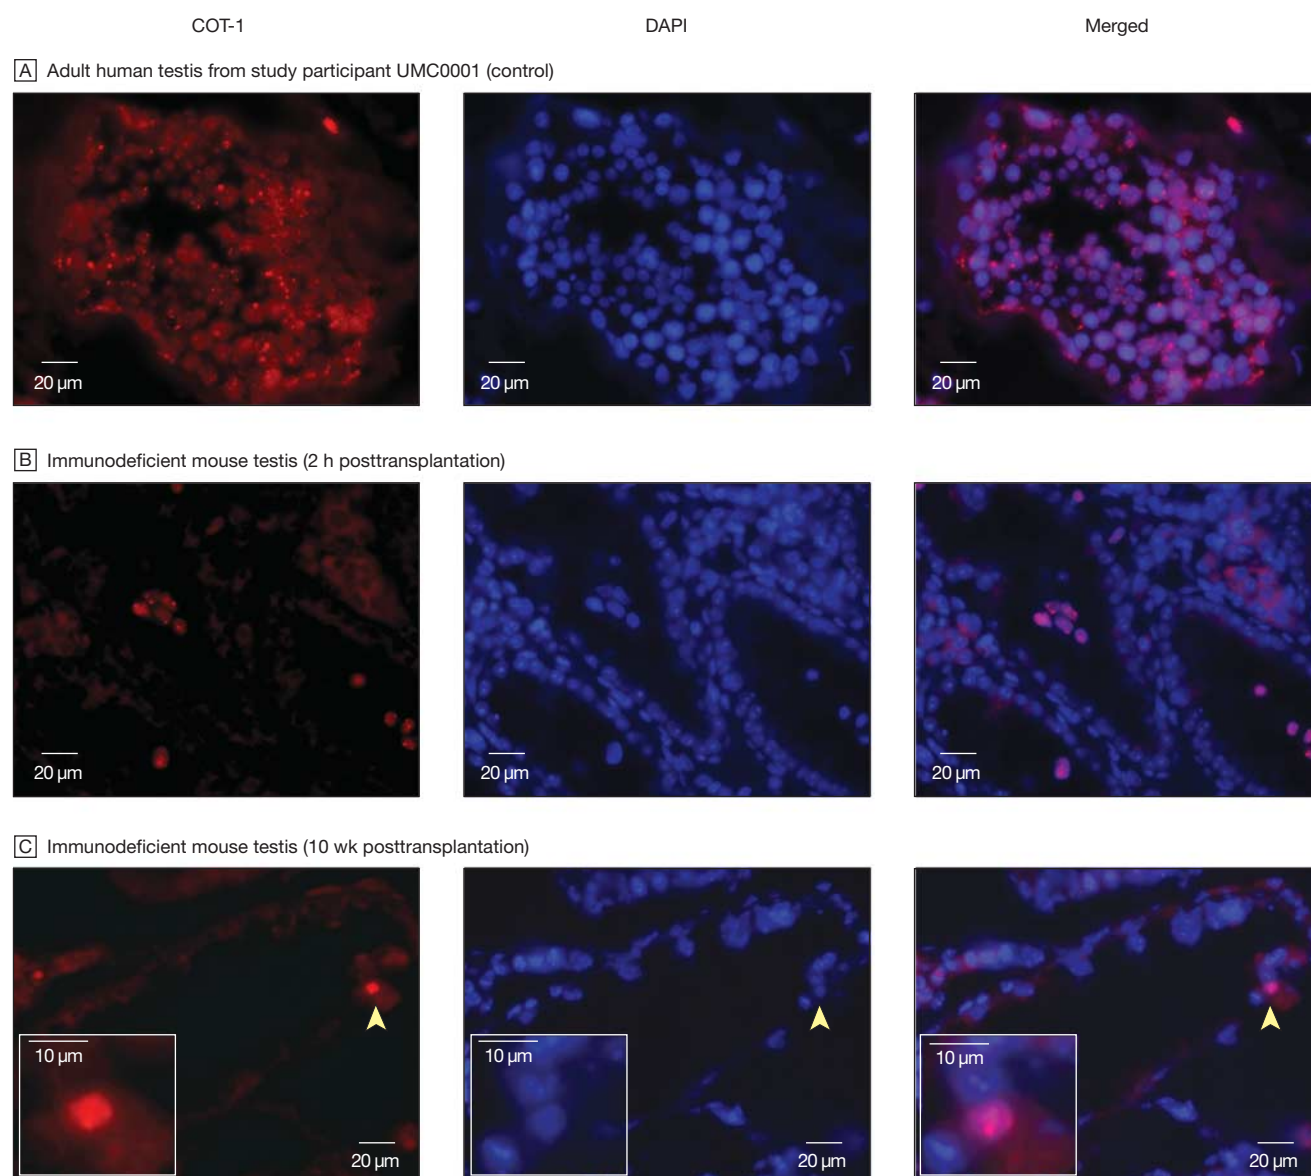 COT-1 DAPI Merged
A Adult human testis from study participant UMC0001 (control)
20 µm 20 µm 20 µm
B Immunodeficient mouse testis (2 h posttransplantation)
20 µm 20 µm 20 µm
C Immunodeficient mouse testis (10 wk posttransplantation)
10 µm 10 µm 10 µm
20 µm 20 µm 20 µm